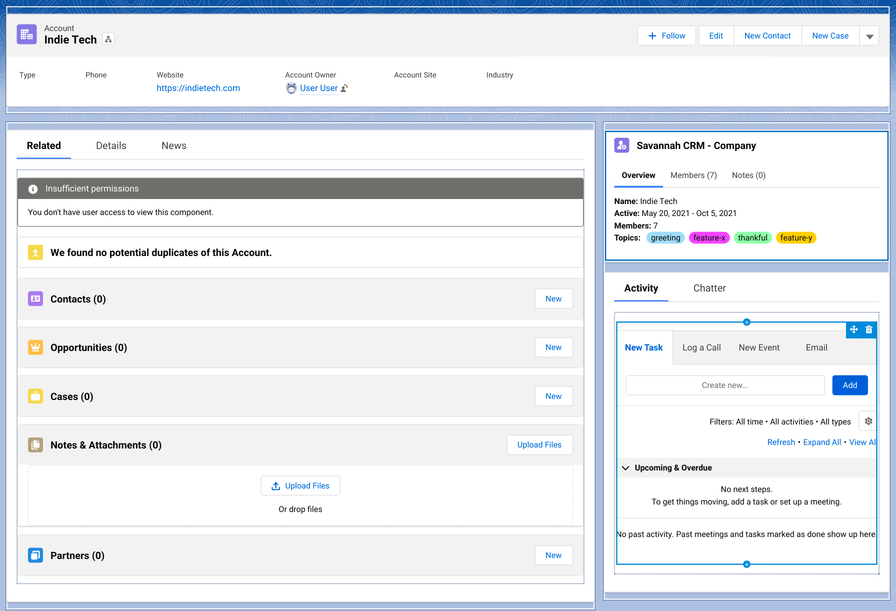 Account
Indie Tech
Follow
Edit
New Contact
New Case
Type
Phone
Website
Account Owner
Account Site
Industry
https://indietech.com
User User
Related
Details
News
Insufficient permissions
You don't have user access to view this component.
We found no potential duplicates of this Account.
Contacts (0)
New
Opportunities (0)
New
Cases (0)
New
Notes & Attachments (0)
Upload Files
Upload Files
Or drop files
Partners (0)
New
Savannah CRM - Company
Overview
Members (7)
Notes (0)
Name: Indie Tech
Active: May 20, 2021 - Oct 5, 2021
Members: 7
Topics: greeting feature-x thankful feature-y
Activity
Chatter
New Task
Log a Call
New Event
Email
Create new...
Add
Filters: All time • All activities • All types
Refresh • Expand All • View Al
Upcoming & Overdue
No next steps.
To get things moving, add a task or set up a meeting.
No past activity. Past meetings and tasks marked as done show up here